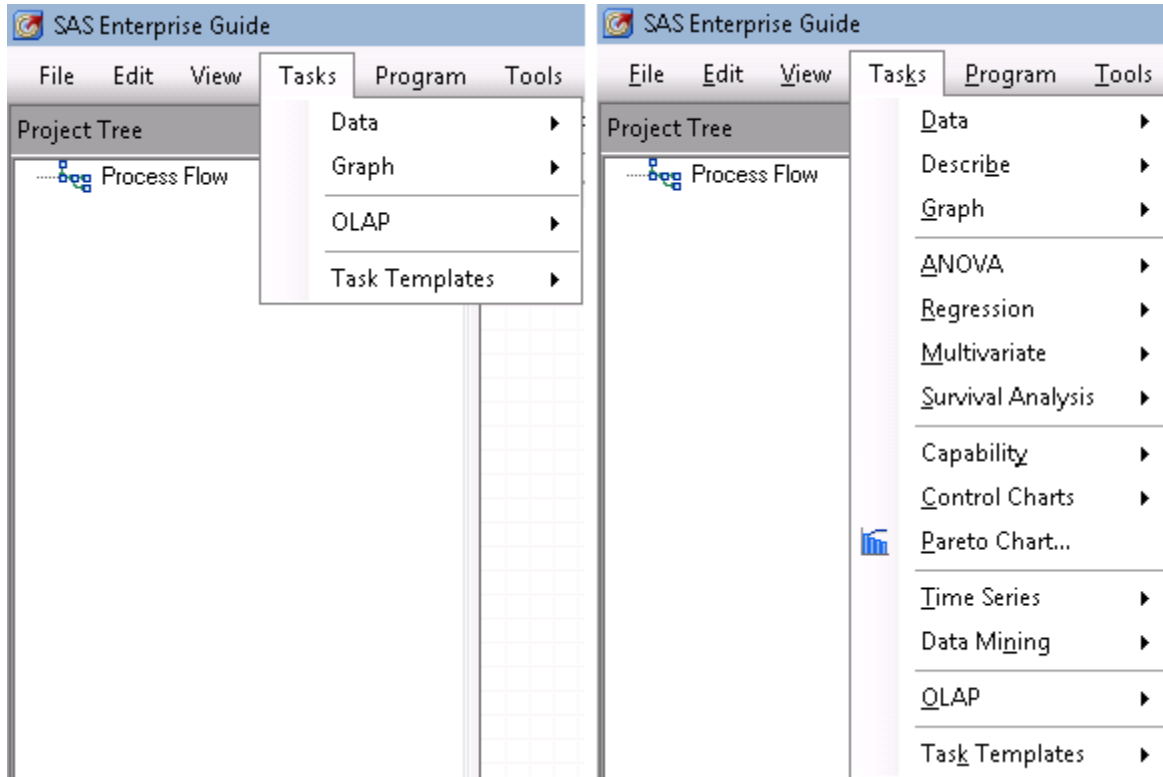 SAS Enterprise Guide
File Edit View Tasks Program Tools
Project Tree
Process Flow
Data
Graph
OLAP
Task Templates
SAS Enterprise Guide
File Edit View Tasks Program Tools
Project Tree
Process Flow
Data
Describe
Graph
ANOVA
Regression
Multivariate
Survival Analysis
Capability
Control Charts
Pareto Chart...
Time Series
Data Mining
OLAP
Task Templates